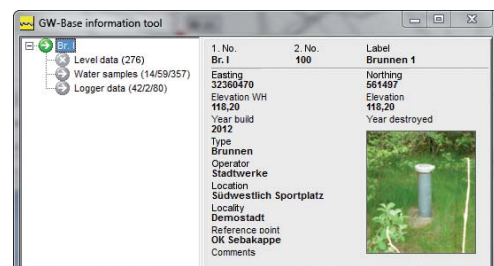 GW-Base information tool
Br. I
Level data (276)
Water samples (14/59/357)
Logger data (42/2/80)
1. No. 2. No. Label
Br. I 100 Brunnen 1
Easting Northing
32360470 561497
Elevation WH Elevation
118,20 118,20
Year build Year destroyed
2012
Type
Brunnen
Operator
Stadtwerke
Location
Südwestlich Sportplatz
Locality
Demostadt
Reference point
OK Sebakappe
Comments